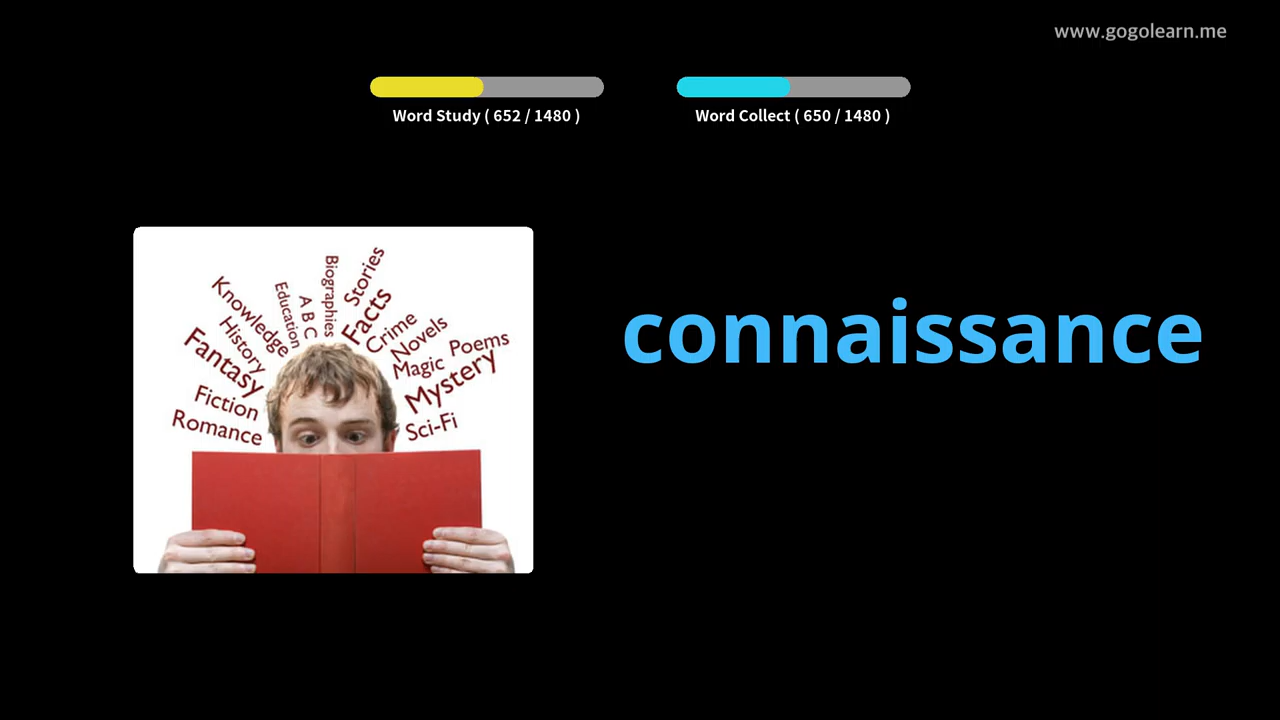 www.gogolearn.me
Word Study ( 652 / 1480 )
Word Collect ( 650 / 1480 )
connaissance
Romance
Fiction
Fantasy
History
Knowledge
Education
A B C
Biographies
Stories
Facts
Crime
Novels
Magic
Poems
Mystery
Sci-Fi